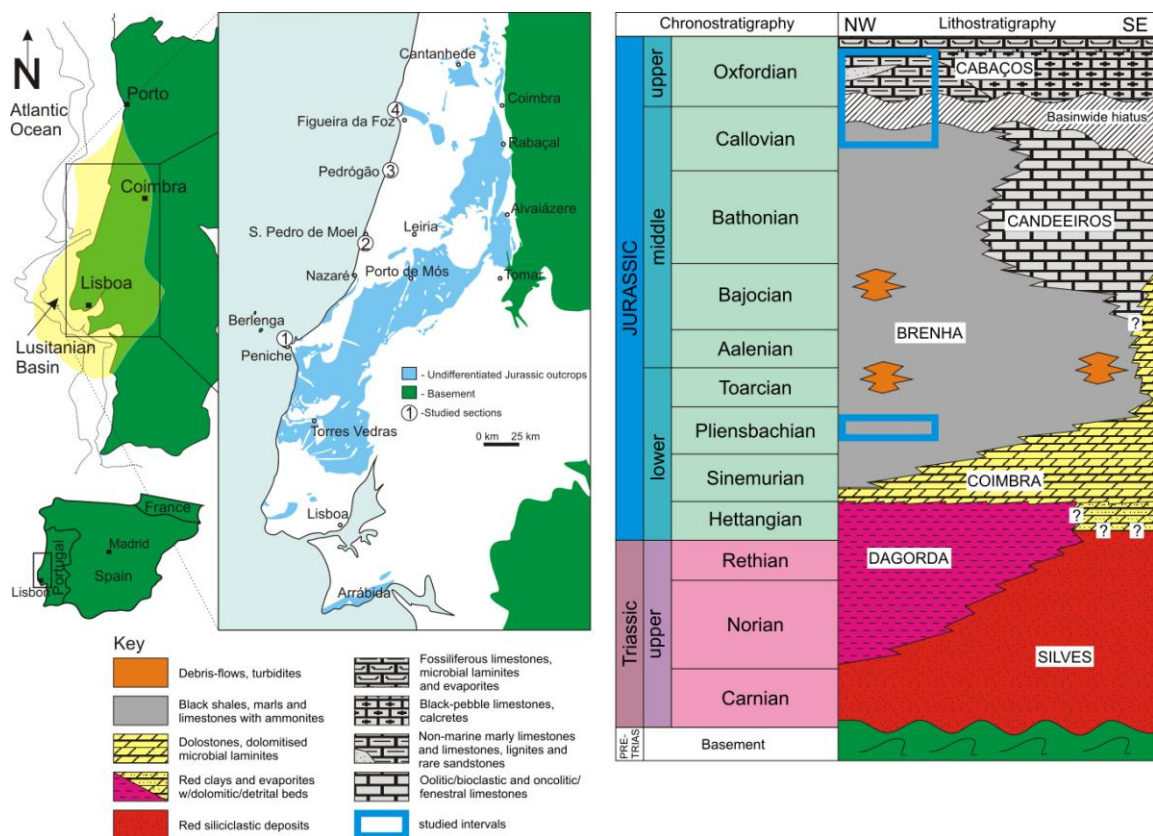 N
Atlantic
Ocean
Porto
Coimbra
Lisboa
Lusitanian
Basin
France
Madrid
Portugal
Spain
Lisbon
Cantanhede
4
Coimbra
Figueira da Foz
Rabaçal
Pedrógão
3
Alvaiázere
S. Pedro de Moel
2
Leiria
Nazaré
Porto de Mós
Tomar
Berlenga
1
Peniche
- Undifferentiated Jurassic outcrops
- Basement
1 -Studied sections
0 km 25 km
Torres Vedras
Lisboa
Arrábida
Key
Debris-flows, turbidites
Black shales, marls and
limestones with ammonites
Dolostones, dolomitised
microbial laminites
Red clays and evaporites
w/dolomitic/detrital beds
Red siliciclastic deposits
Fossiliferous limestones,
microbial laminites
and evaporites
Black-pebble limestones,
calcretes
Non-marine marly limestones
and limestones, lignites and
rare sandstones
Oolitic/bioclastic and oncolitic/
fenestral limestones
studied intervals
Chronostratigraphy
NW Lithostratigraphy SE
JURASSIC
upper
Oxfordian
CABAÇOS
Basinwide hiatus
middle
Callovian
Bathonian
CANDEEIROS
Bajocian
BRENHA
?
Aalenian
lower
Toarcian
Pliensbachian
Sinemurian
COIMBRA
Hettangian
?
? ?
Triassic
upper
Rethian
DAGORDA
Norian
SILVES
Carnian
PRE-
TRIAS
Basement